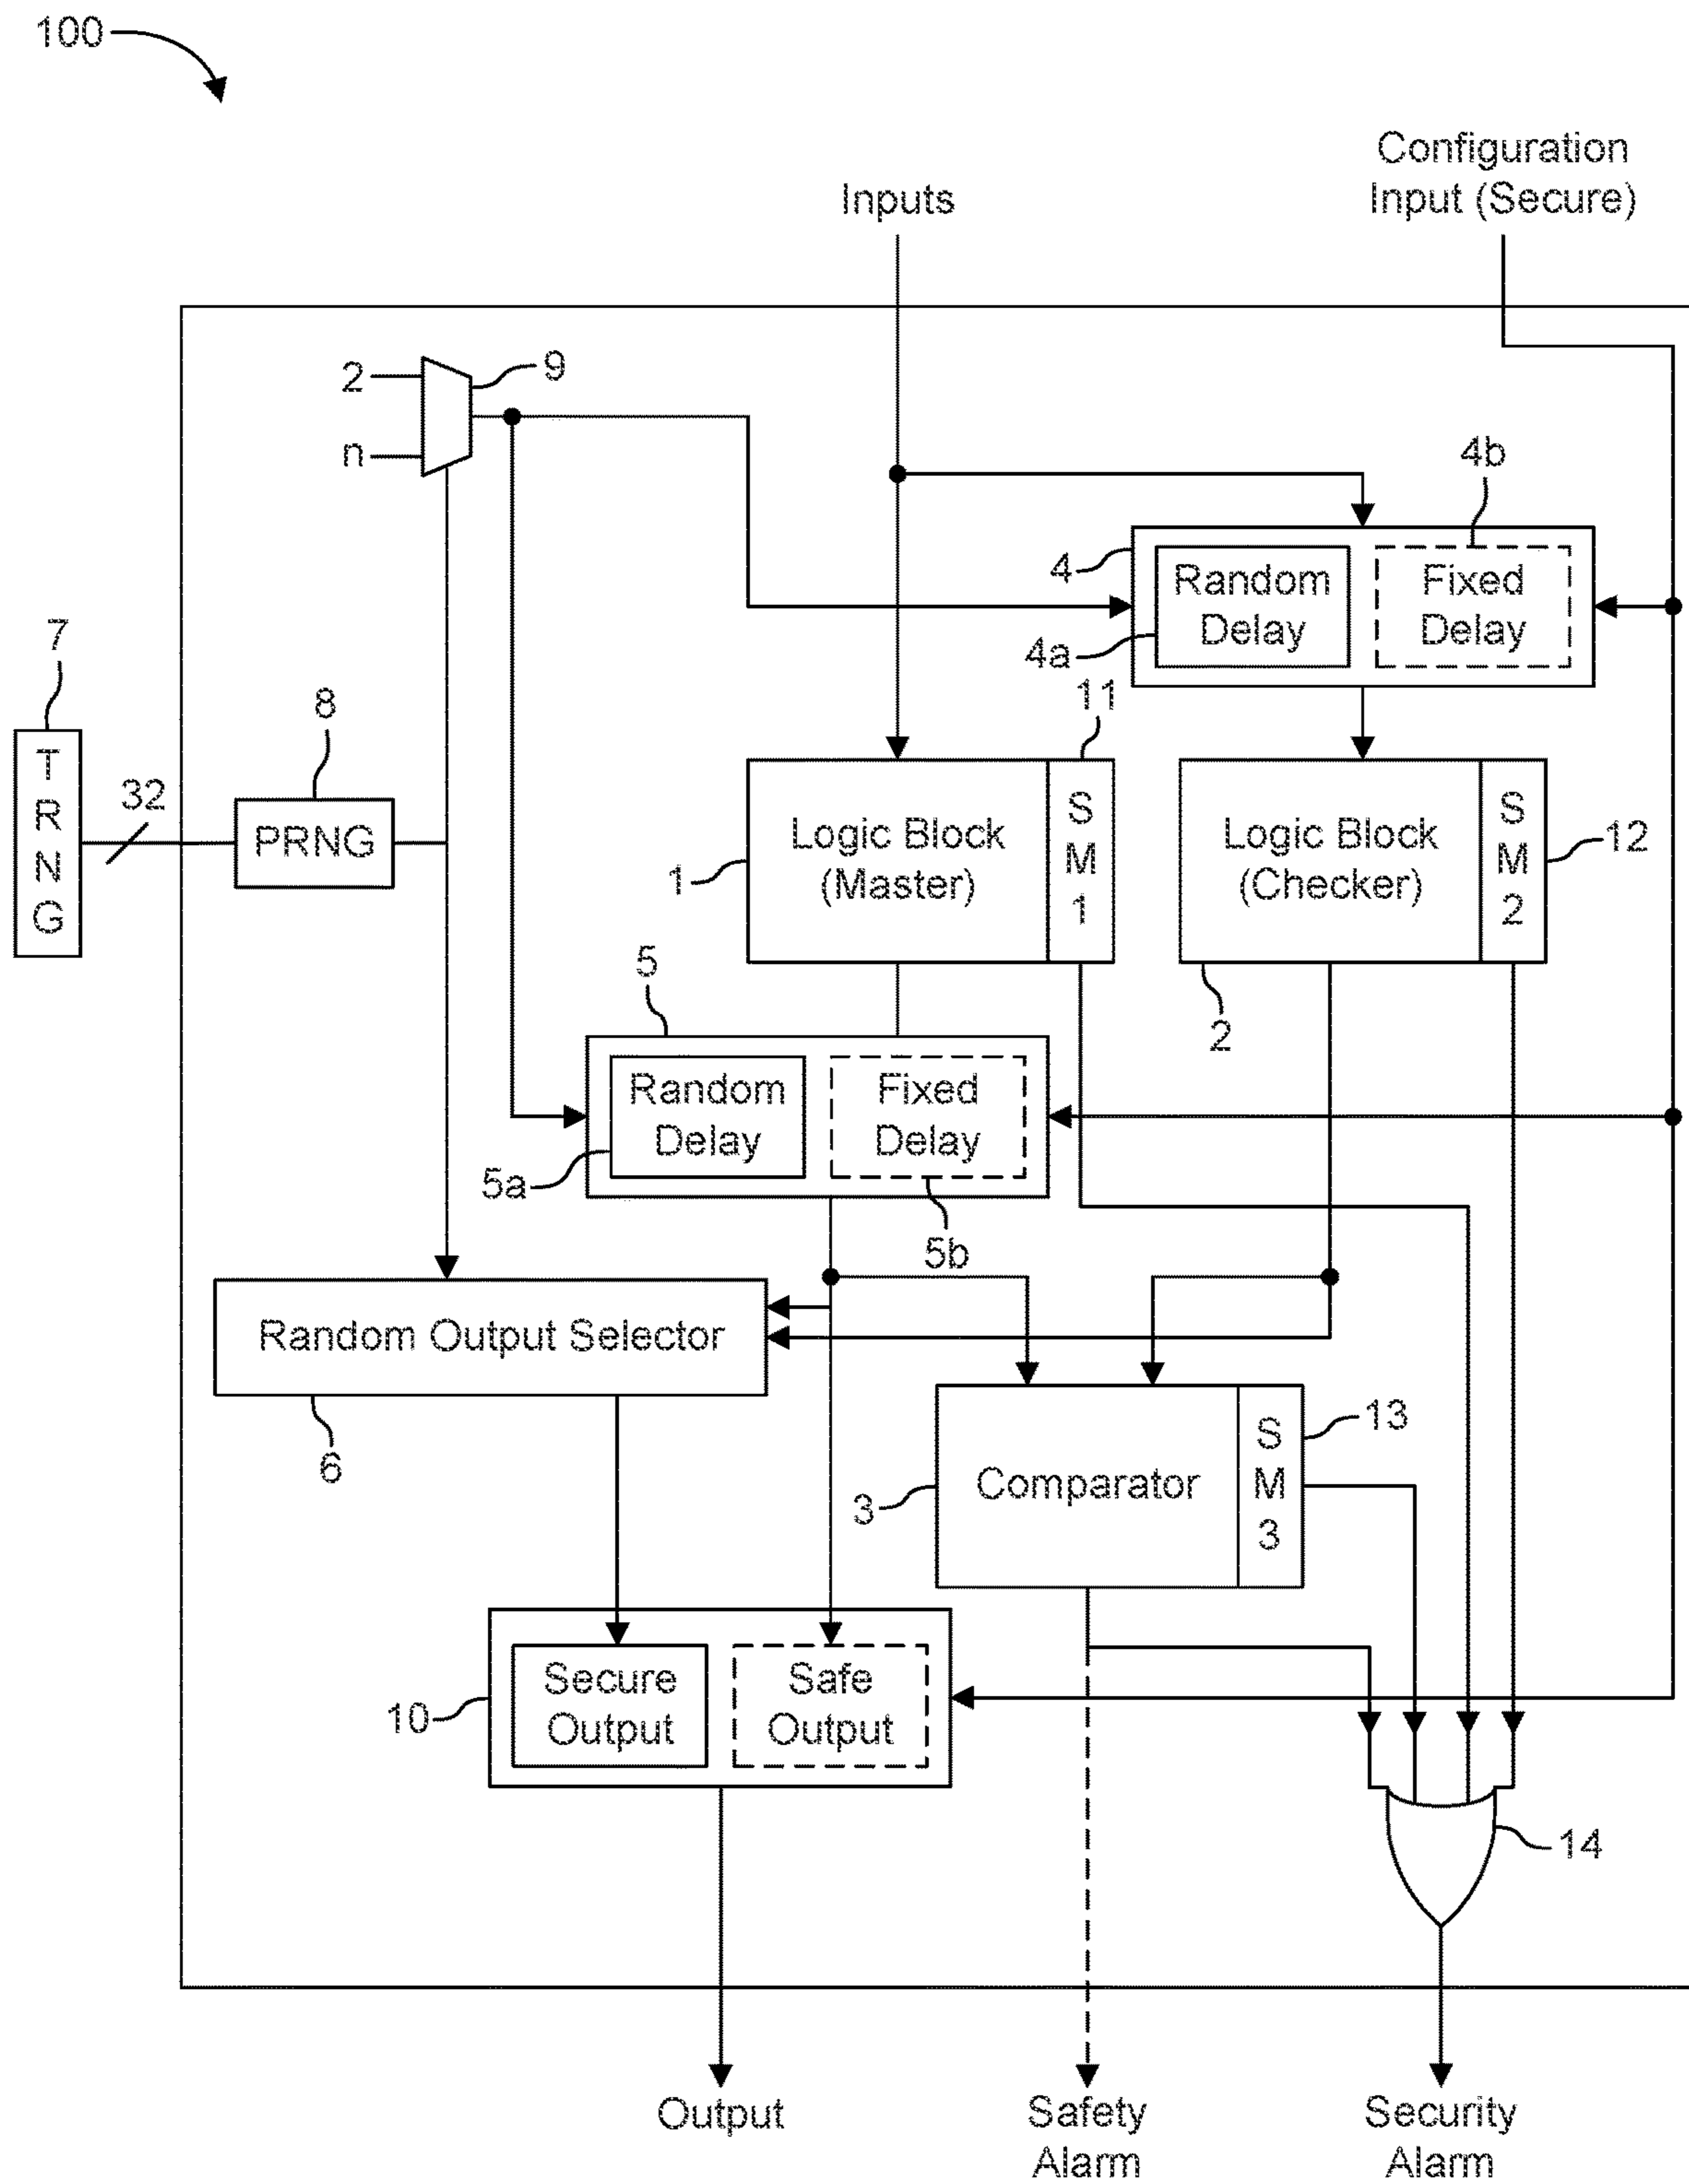 100
Configuration
Input (Secure)
Inputs
2
9
n
4b
4
Random
Delay
Fixed
Delay
4a
7
T
R
N
G
32
8
PRNG
11
1
Logic Block
(Master)
S
M
1
Logic Block
(Checker)
S
M
2
12
2
5
Random
Delay
Fixed
Delay
5a
5b
Random Output Selector
6
3
Comparator
S
M
3
13
10
Secure
Output
Safe
Output
14
Output
Safety
Alarm
Security
Alarm